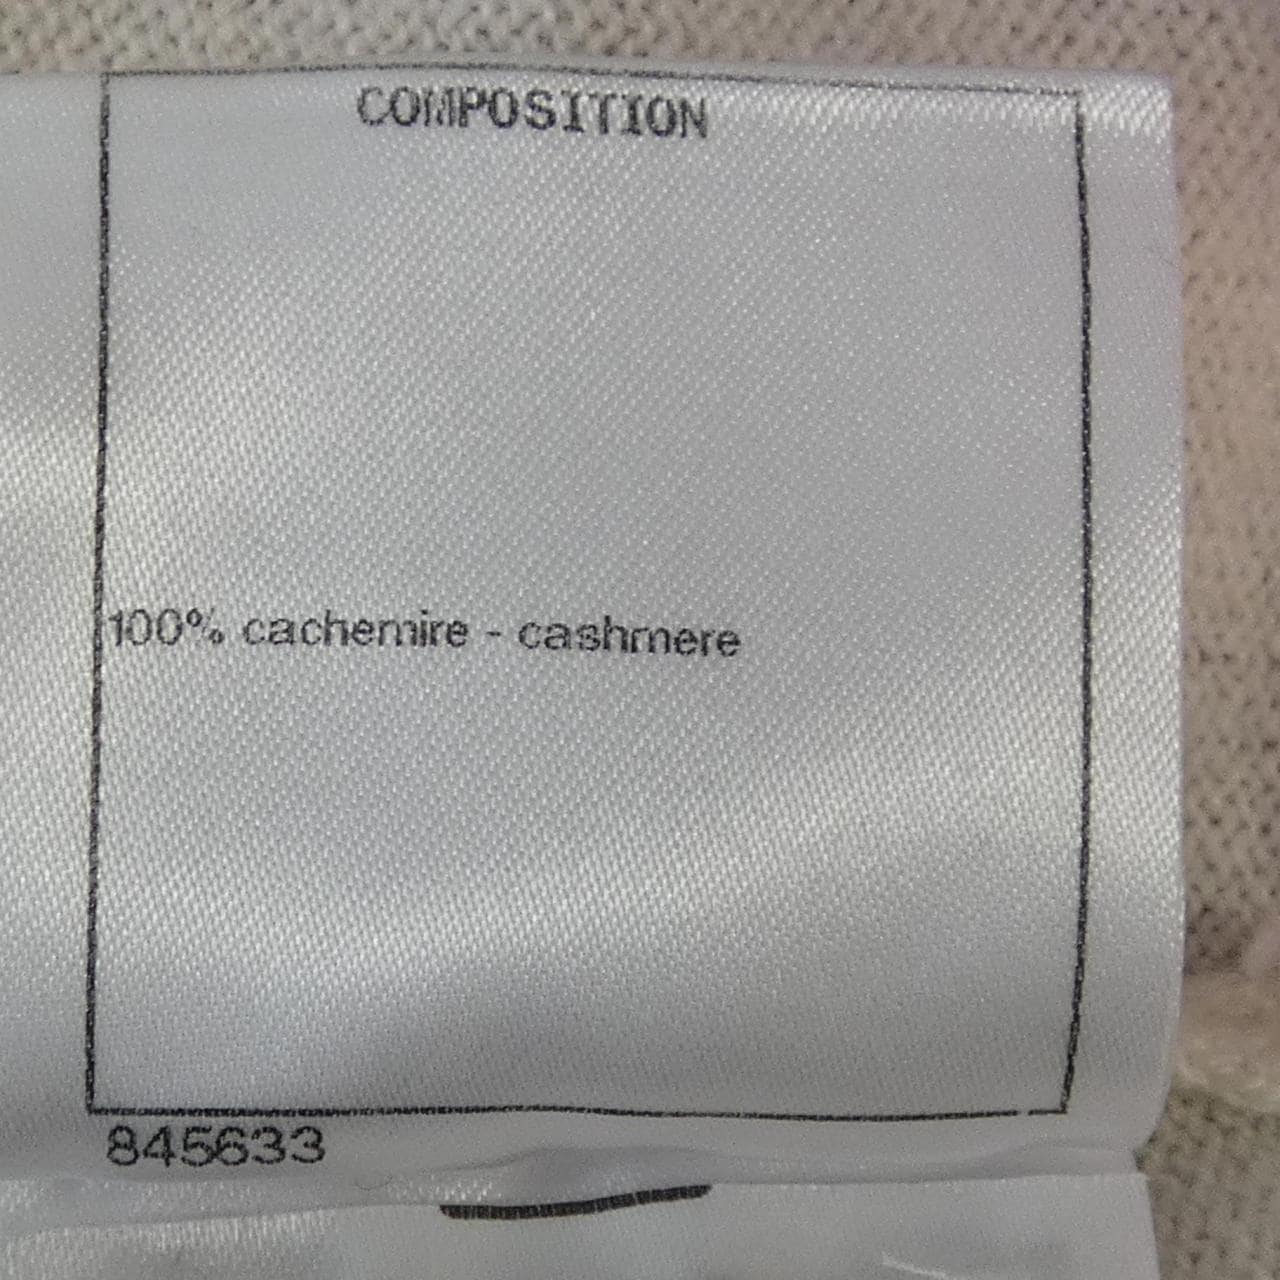 COMPOSITION
100% cachemire - cashmere
845633